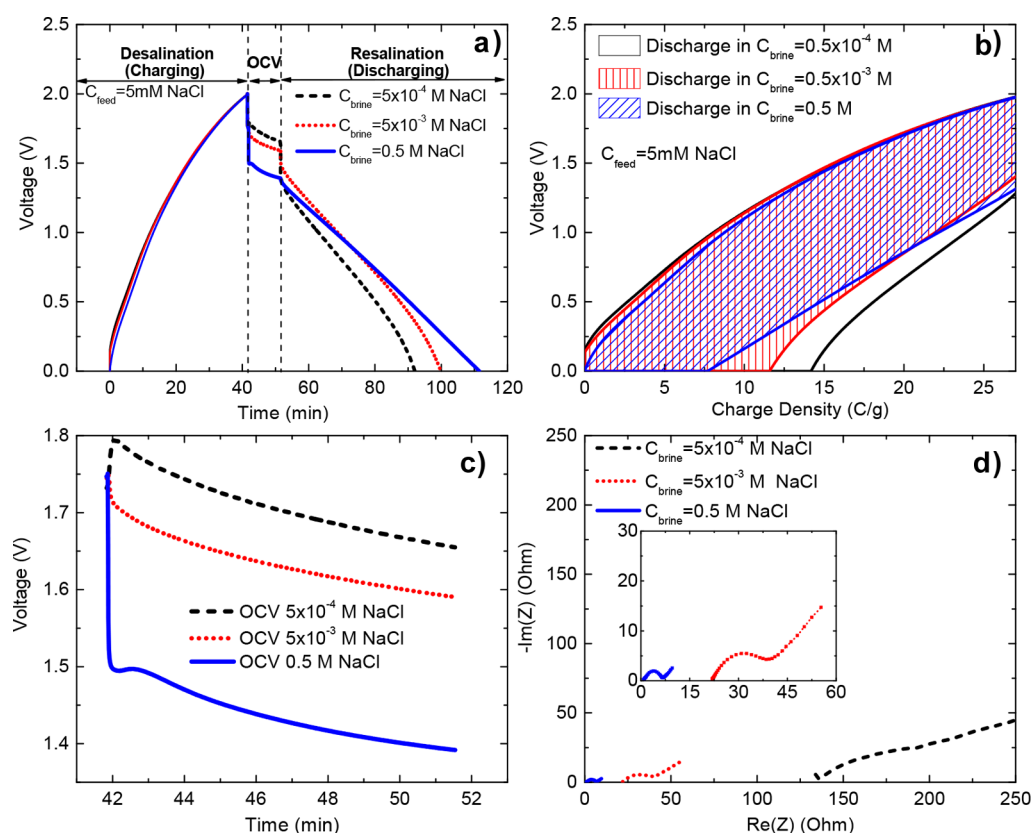 a)
Desalination
(Charging)
OCV
Resalination
(Discharging)
C_feed=5mM NaCl
C_brine=5x10^-4 M NaCl
C_brine=5x10^-3 M NaCl
C_brine=0.5 M NaCl
Voltage (V)
2.5
2.0
1.5
1.0
0.5
0.0
0 20 40 60 80 100 120
Time (min)
b)
Discharge in C_brine=0.5x10^-4 M
Discharge in C_brine=0.5x10^-3 M
Discharge in C_brine=0.5 M
C_feed=5mM NaCl
Voltage (V)
2.5
2.0
1.5
1.0
0.5
0.0
0 5 10 15 20 25
Charge Density (C/g)
c)
OCV 5x10^-4 M NaCl
OCV 5x10^-3 M NaCl
OCV 0.5 M NaCl
Voltage (V)
1.8
1.7
1.6
1.5
1.4
42 44 46 48 50 52
Time (min)
d)
C_brine=5x10^-4 M NaCl
C_brine=5x10^-3 M NaCl
C_brine=0.5 M NaCl
-Im(Z) (Ohm)
250
200
150
100
50
0
30
20
10
0
0 15 30 45 60
0 50 100 150 200 250
Re(Z) (Ohm)